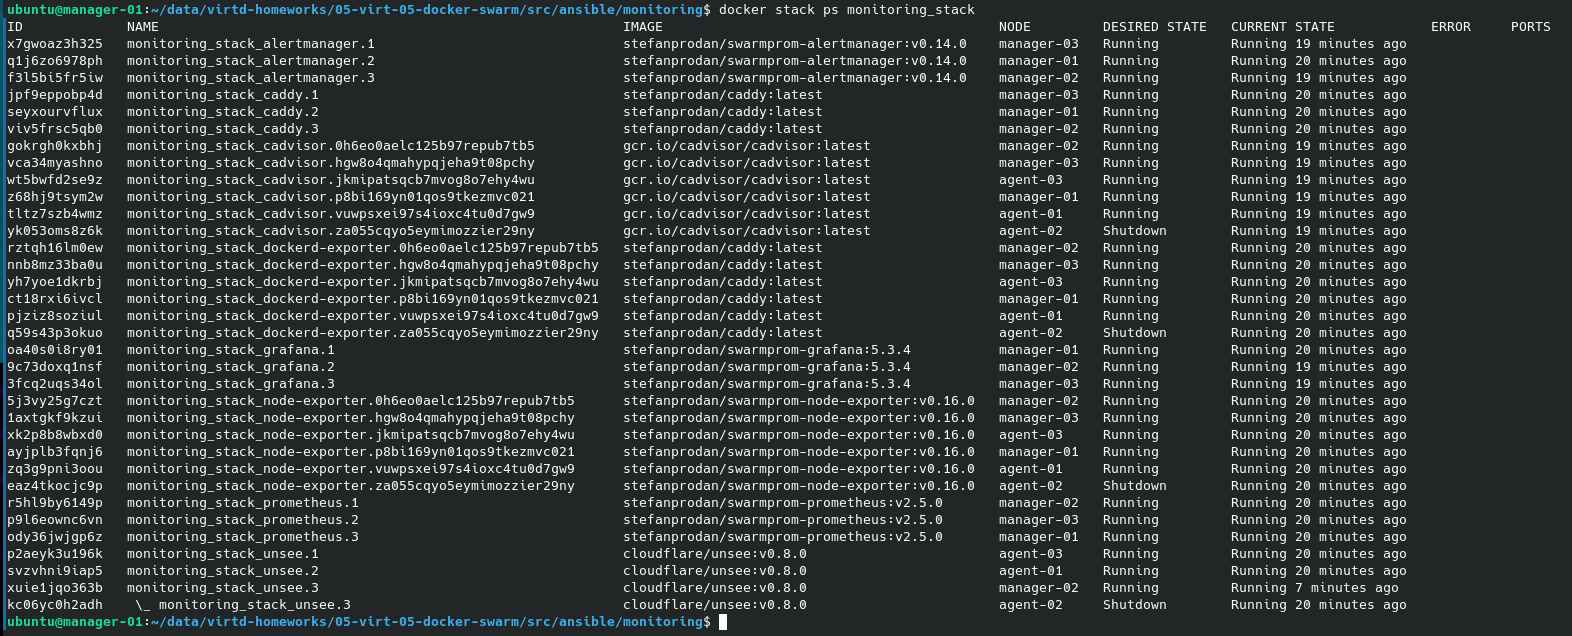 ubuntu@manager-01:~/data/virtd-homeworks/05-virt-05-docker-swarm/src/ansible/monitoring$ docker stack ps monitoring_stack
ID NAME IMAGE NODE DESIRED STATE CURRENT STATE ERROR PORTS
x7gwoaz3h325 monitoring_stack_alertmanager.1 stefanprodan/swarmprom-alertmanager:v0.14.0 manager-03 Running Running 19 minutes ago
q1j6zo6978ph monitoring_stack_alertmanager.2 stefanprodan/swarmprom-alertmanager:v0.14.0 manager-01 Running Running 20 minutes ago
f3l5bi5fr5iw monitoring_stack_alertmanager.3 stefanprodan/swarmprom-alertmanager:v0.14.0 manager-02 Running Running 19 minutes ago
jpf9eppobp4d monitoring_stack_caddy.1 stefanprodan/caddy:latest manager-03 Running Running 20 minutes ago
seyxourvflux monitoring_stack_caddy.2 stefanprodan/caddy:latest manager-01 Running Running 20 minutes ago
viv5frsc5qb0 monitoring_stack_caddy.3 stefanprodan/caddy:latest manager-02 Running Running 20 minutes ago
gokrgh0kxbhj monitoring_stack_cadvisor.0h6eo0aelc125b97repub7tb5 gcr.io/cadvisor/cadvisor:latest manager-02 Running Running 19 minutes ago
vca34myashno monitoring_stack_cadvisor.hgw8o4qmahypqjeha9t08pchy gcr.io/cadvisor/cadvisor:latest manager-03 Running Running 19 minutes ago
wt5bwfd2se9z monitoring_stack_cadvisor.jkmipatsqcb7mvog8o7ehy4wu gcr.io/cadvisor/cadvisor:latest agent-03 Running Running 19 minutes ago
z68hj9tsym2w monitoring_stack_cadvisor.p8bi169yn01qos9tkezmvc021 gcr.io/cadvisor/cadvisor:latest manager-01 Running Running 19 minutes ago
tltz7szb4wmz monitoring_stack_cadvisor.vuwpsxei97s4ioxc4tu0d7gw9 gcr.io/cadvisor/cadvisor:latest agent-01 Running Running 19 minutes ago
yk053oms8z6k monitoring_stack_cadvisor.za055cqyo5eymimozzier29ny gcr.io/cadvisor/cadvisor:latest agent-02 Shutdown Running 19 minutes ago
rztqh16lm0ew monitoring_stack_dockerd-exporter.0h6eo0aelc125b97repub7tb5 stefanprodan/caddy:latest manager-02 Running Running 20 minutes ago
nnb8mz33ba0u monitoring_stack_dockerd-exporter.hgw8o4qmahypqjeha9t08pchy stefanprodan/caddy:latest manager-03 Running Running 20 minutes ago
yh7yoe1dkrbj monitoring_stack_dockerd-exporter.jkmipatsqcb7mvog8o7ehy4wu stefanprodan/caddy:latest agent-03 Running Running 20 minutes ago
ct18rxi6ivcl monitoring_stack_dockerd-exporter.p8bi169yn01qos9tkezmvc021 stefanprodan/caddy:latest manager-01 Running Running 20 minutes ago
pjziz8soziul monitoring_stack_dockerd-exporter.vuwpsxei97s4ioxc4tu0d7gw9 stefanprodan/caddy:latest agent-01 Running Running 20 minutes ago
q59s43p3okuo monitoring_stack_dockerd-exporter.za055cqyo5eymimozzier29ny stefanprodan/caddy:latest agent-02 Shutdown Running 20 minutes ago
oa40s0i8ry01 monitoring_stack_grafana.1 stefanprodan/swarmprom-grafana:5.3.4 manager-01 Running Running 20 minutes ago
9c73doxq1nsf monitoring_stack_grafana.2 stefanprodan/swarmprom-grafana:5.3.4 manager-02 Running Running 19 minutes ago
3fcq2uqs34ol monitoring_stack_grafana.3 stefanprodan/swarmprom-grafana:5.3.4 manager-03 Running Running 19 minutes ago
5j3vy25g7czt monitoring_stack_node-exporter.0h6eo0aelc125b97repub7tb5 stefanprodan/swarmprom-node-exporter:v0.16.0 manager-02 Running Running 20 minutes ago
1axtgkf9kzui monitoring_stack_node-exporter.hgw8o4qmahypqjeha9t08pchy stefanprodan/swarmprom-node-exporter:v0.16.0 manager-03 Running Running 20 minutes ago
xk2p8b8wbxd0 monitoring_stack_node-exporter.jkmipatsqcb7mvog8o7ehy4wu stefanprodan/swarmprom-node-exporter:v0.16.0 agent-03 Running Running 20 minutes ago
ayjplb3fqnj6 monitoring_stack_node-exporter.p8bi169yn01qos9tkezmvc021 stefanprodan/swarmprom-node-exporter:v0.16.0 manager-01 Running Running 20 minutes ago
zq3g9pni3oou monitoring_stack_node-exporter.vuwpsxei97s4ioxc4tu0d7gw9 stefanprodan/swarmprom-node-exporter:v0.16.0 agent-01 Running Running 20 minutes ago
eaz4tkocjc9p monitoring_stack_node-exporter.za055cqyo5eymimozzier29ny stefanprodan/swarmprom-node-exporter:v0.16.0 agent-02 Shutdown Running 20 minutes ago
r5hl9by6149p monitoring_stack_prometheus.1 stefanprodan/swarmprom-prometheus:v2.5.0 manager-02 Running Running 20 minutes ago
p9l6eownc6vn monitoring_stack_prometheus.2 stefanprodan/swarmprom-prometheus:v2.5.0 manager-03 Running Running 20 minutes ago
ody36jwjgp6z monitoring_stack_prometheus.3 stefanprodan/swarmprom-prometheus:v2.5.0 manager-01 Running Running 20 minutes ago
p2aeyk3u196k monitoring_stack_unsee.1 cloudflare/unsee:v0.8.0 agent-03 Running Running 20 minutes ago
svzvhni9iap5 monitoring_stack_unsee.2 cloudflare/unsee:v0.8.0 agent-01 Running Running 20 minutes ago
xuie1jqo363b monitoring_stack_unsee.3 cloudflare/unsee:v0.8.0 manager-02 Running Running 7 minutes ago
kc06yc0h2adh \_ monitoring_stack_unsee.3 cloudflare/unsee:v0.8.0 agent-02 Shutdown Running 20 minutes ago
ubuntu@manager-01:~/data/virtd-homeworks/05-virt-05-docker-swarm/src/ansible/monitoring$